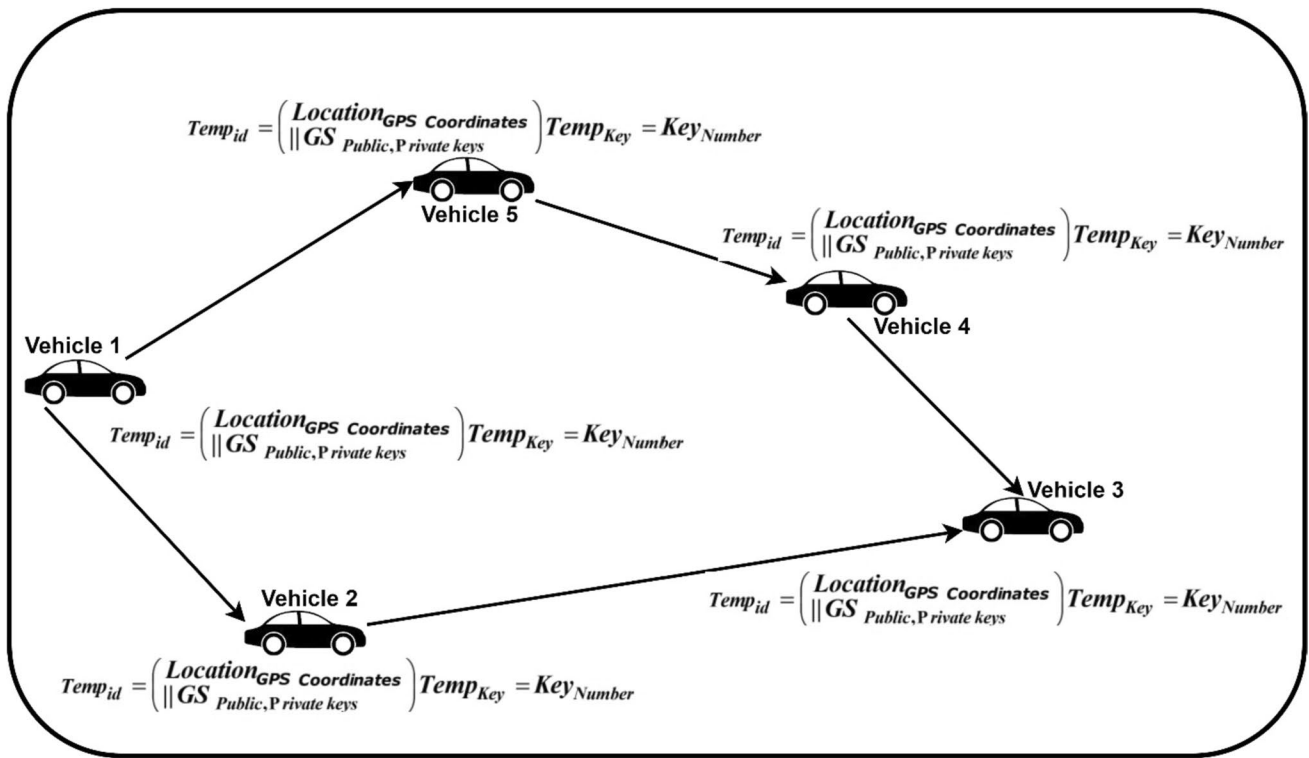 Temp_id = (Location_GPS Coordinates || GS_Public,Private keys) Temp_Key = Key_Number
Vehicle 5
Temp_id = (Location_GPS Coordinates || GS_Public,Private keys) Temp_Key = Key_Number
Vehicle 4
Vehicle 1
Temp_id = (Location_GPS Coordinates || GS_Public,Private keys) Temp_Key = Key_Number
Vehicle 3
Temp_id = (Location_GPS Coordinates || GS_Public,Private keys) Temp_Key = Key_Number
Vehicle 2
Temp_id = (Location_GPS Coordinates || GS_Public,Private keys) Temp_Key = Key_Number